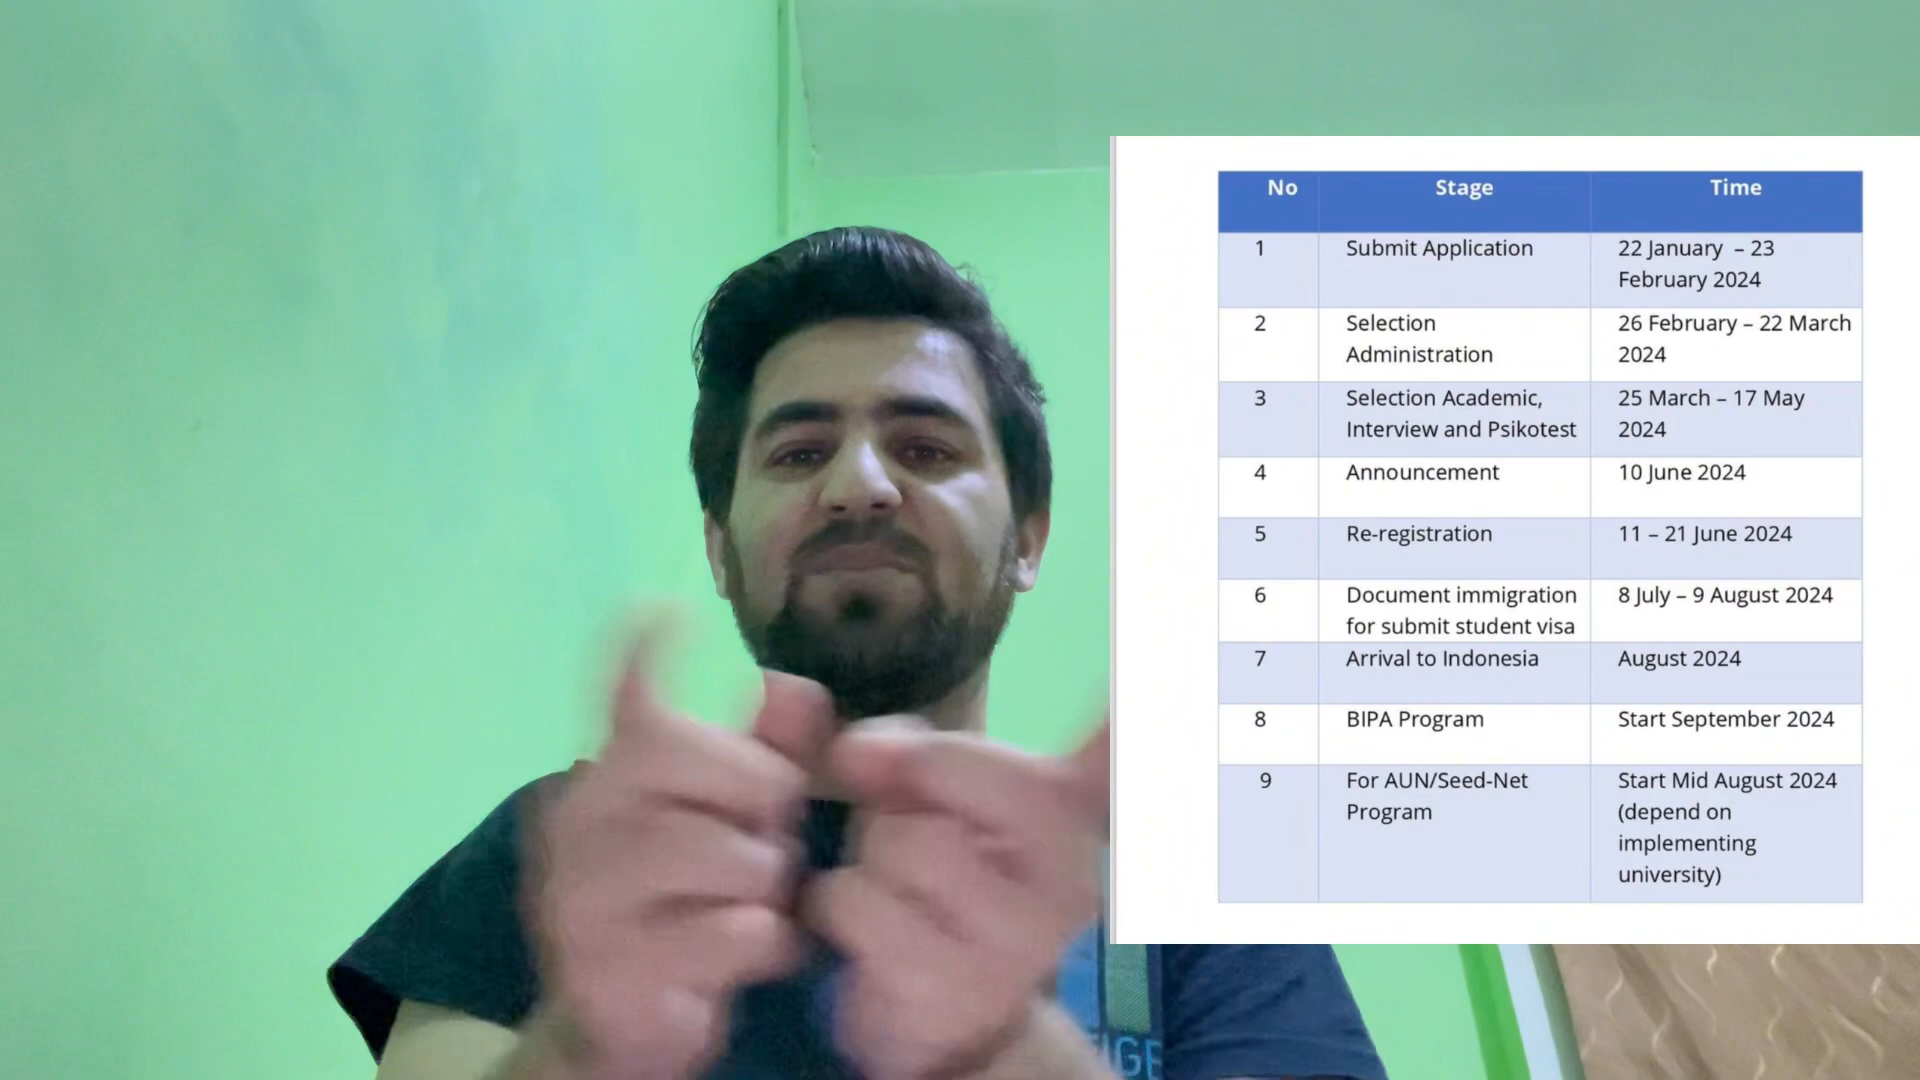 No Stage Time
1 Submit Application 22 January – 23
February 2024
2 Selection 26 February – 22 March
Administration 2024
3 Selection Academic, 25 March – 17 May
Interview and Psikotest 2024
4 Announcement 10 June 2024
5 Re-registration 11 – 21 June 2024
6 Document immigration 8 July – 9 August 2024
for submit student visa
7 Arrival to Indonesia August 2024
8 BIPA Program Start September 2024
9 For AUN/Seed-Net Start Mid August 2024
Program (depend on
implementing
university)